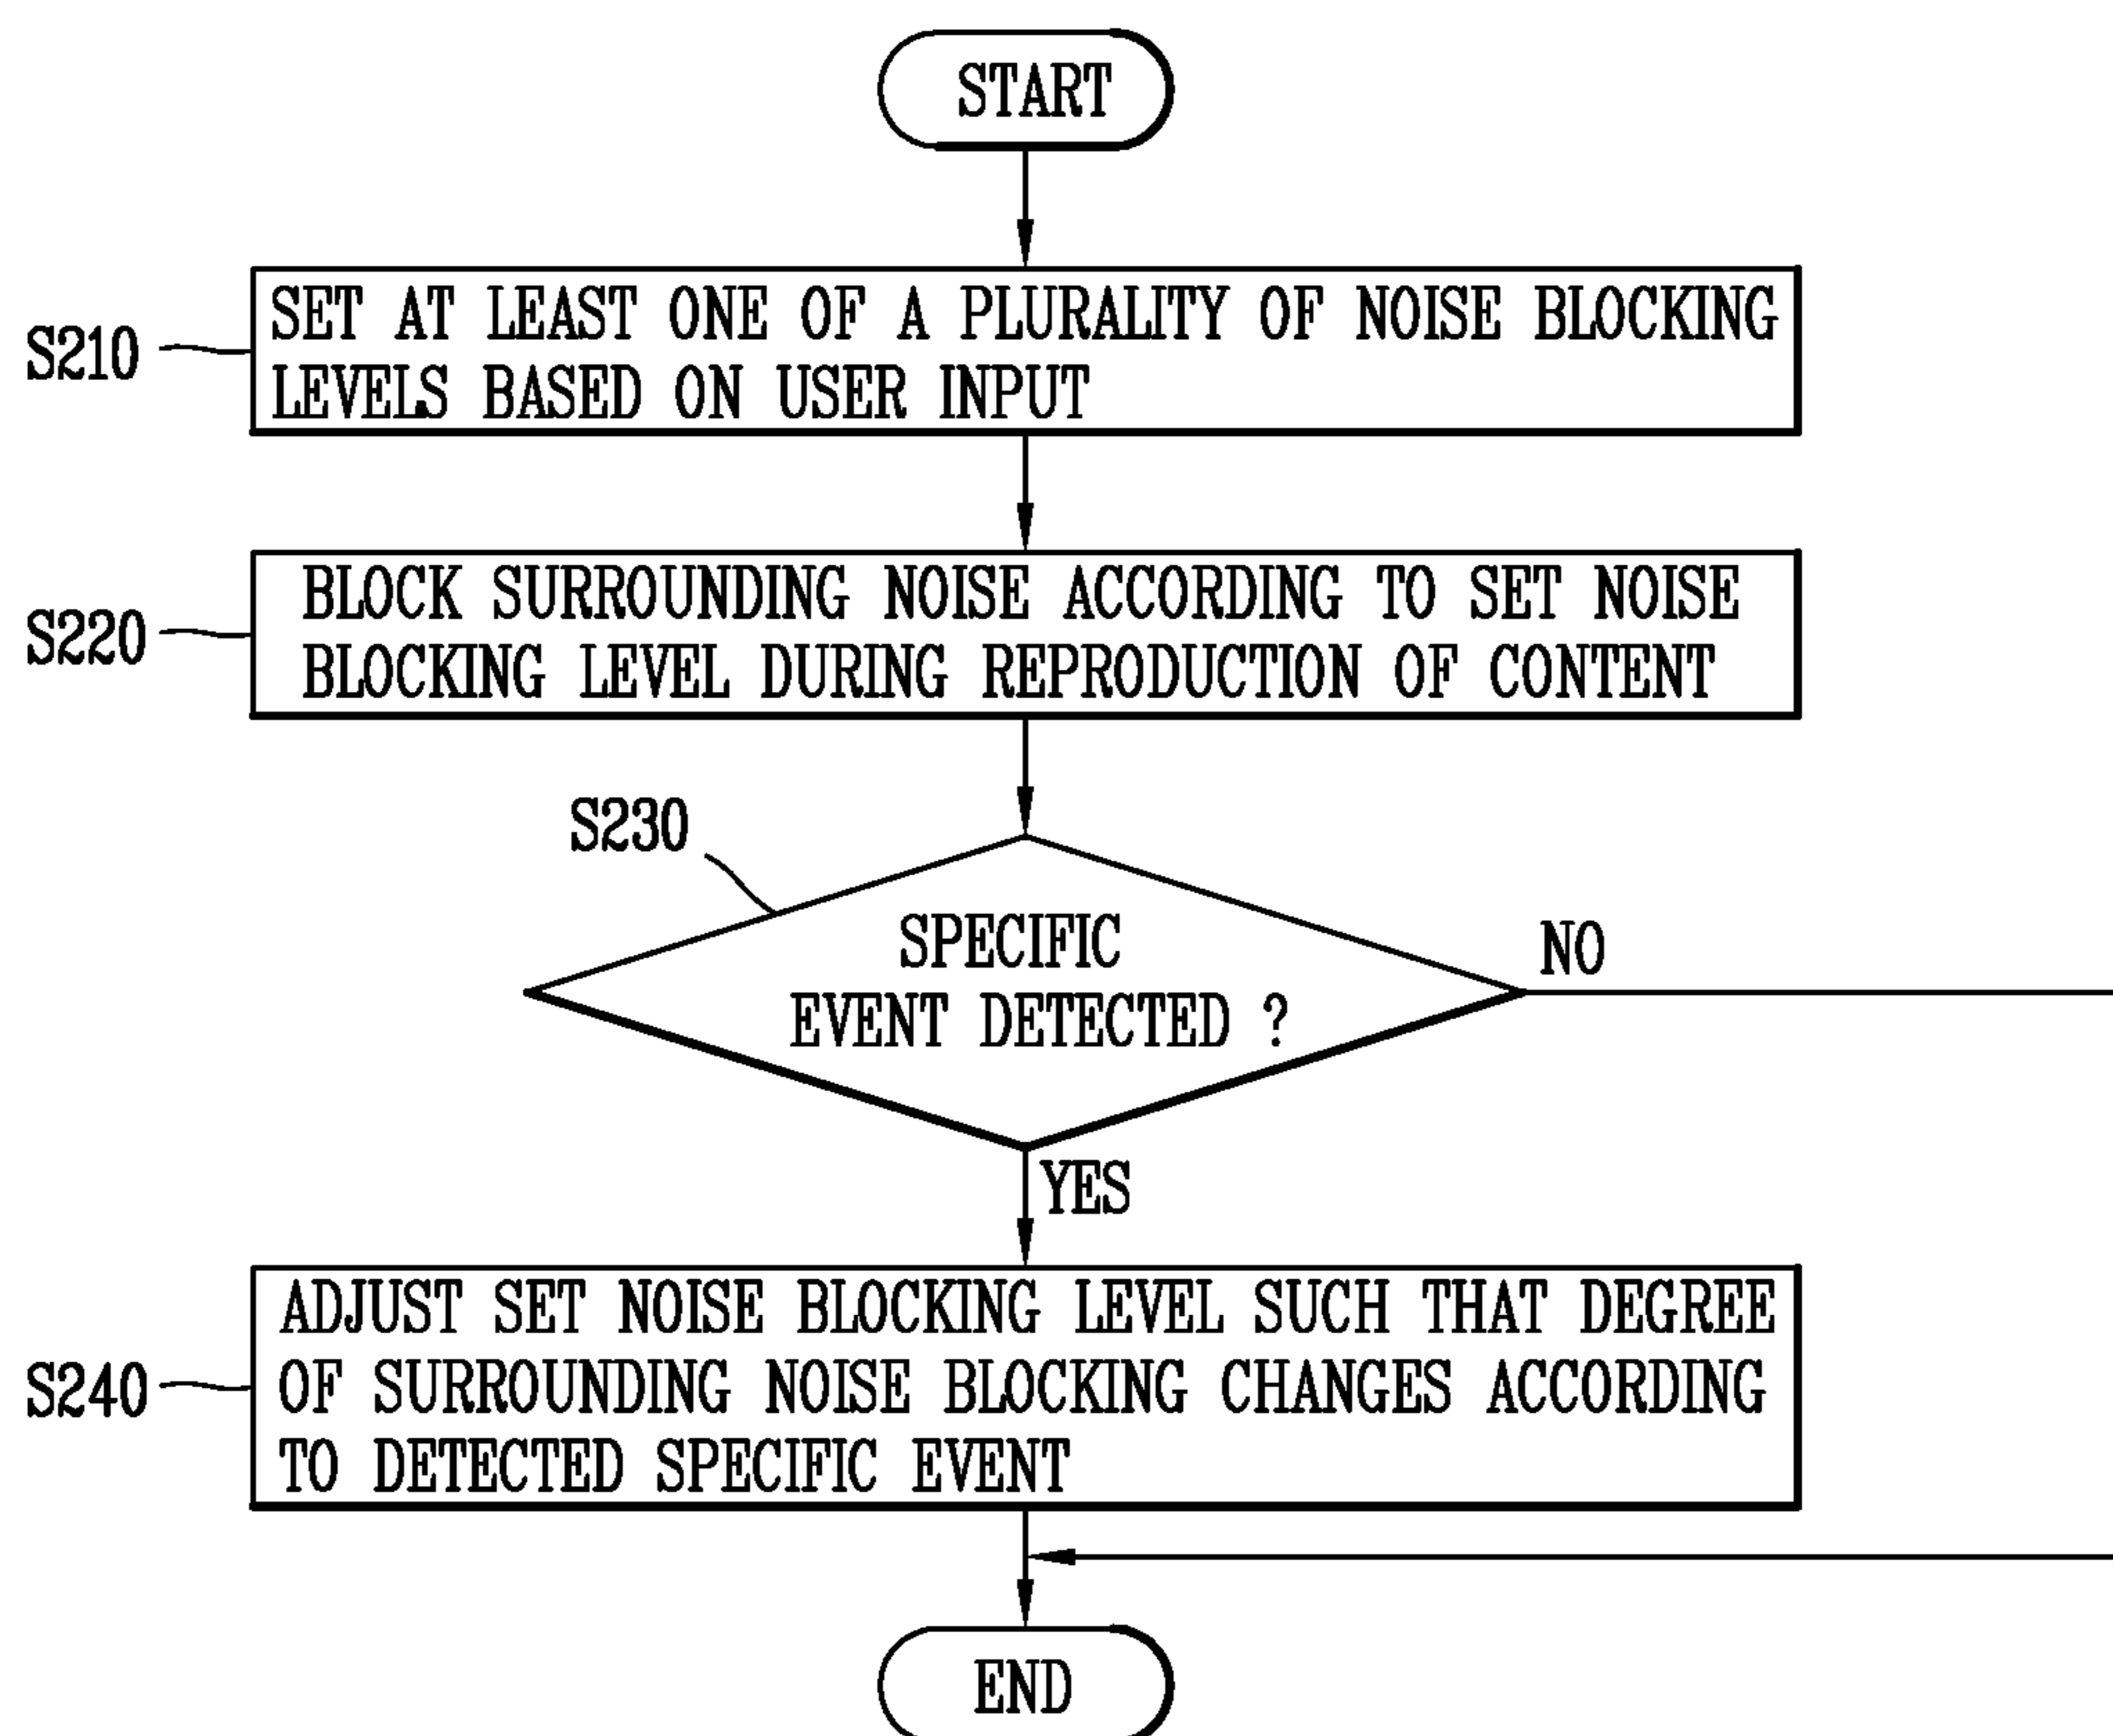 START
S210
SET AT LEAST ONE OF A PLURALITY OF NOISE BLOCKING
LEVELS BASED ON USER INPUT
S220
BLOCK SURROUNDING NOISE ACCORDING TO SET NOISE
BLOCKING LEVEL DURING REPRODUCTION OF CONTENT
S230
SPECIFIC
EVENT DETECTED ?
NO
YES
S240
ADJUST SET NOISE BLOCKING LEVEL SUCH THAT DEGREE
OF SURROUNDING NOISE BLOCKING CHANGES ACCORDING
TO DETECTED SPECIFIC EVENT
END